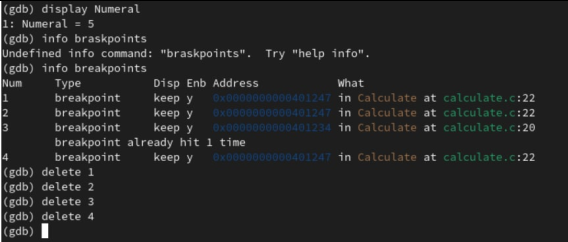 (gdb) display Numeral
1: Numeral = 5
(gdb) info braskpoints
Undefined info command: "braskpoints".  Try "help info".
(gdb) info breakpoints
Num     Type           Disp Enb Address            What
1       breakpoint     keep y   0x0000000000401247 in Calculate at calculate.c:22
2       breakpoint     keep y   0x0000000000401247 in Calculate at calculate.c:22
3       breakpoint     keep y   0x0000000000401234 in Calculate at calculate.c:20
        breakpoint already hit 1 time
4       breakpoint     keep y   0x0000000000401247 in Calculate at calculate.c:22
(gdb) delete 1
(gdb) delete 2
(gdb) delete 3
(gdb) delete 4
(gdb)